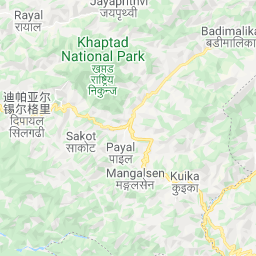 Rayal
रायाल
Jayaprithvi
जयपृथ्वी
Badimalika
बडीमालिका
Khaptad
National Park
खप्तड
राष्ट्रिय
निकुन्ज
迪帕亚尔
锡尔格里
दिपायल
सिलगढी
Sakot
साकोट
Payal
पाइल
Mangalsen
मङ्गलसेन
Kuika
कुइका